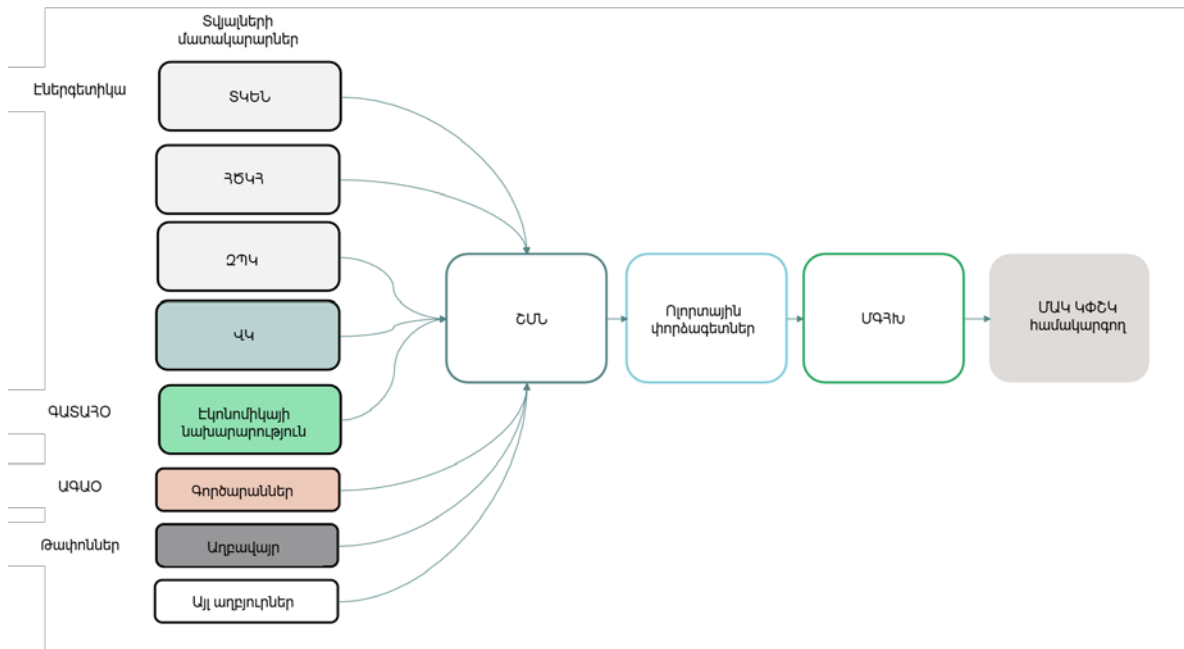 Տվյալների
մատակարարներ
Էներգետիկա
ՏԿԵՆ
ՀԾԿՀ
ԶՊԿ
ՎԿ
ԳԱՏԱՀՕ
Էկոնոմիկայի
նախարարություն
ԱԳԱՕ
Գործարաններ
Թափոններ
Աղբավայր
Այլ աղբյուրներ
ՇՄՆ
Ոլորտային
փորձագետներ
ՄԳՀԽ
ՄԱԿ ԿՓՇԿ
համակարգող